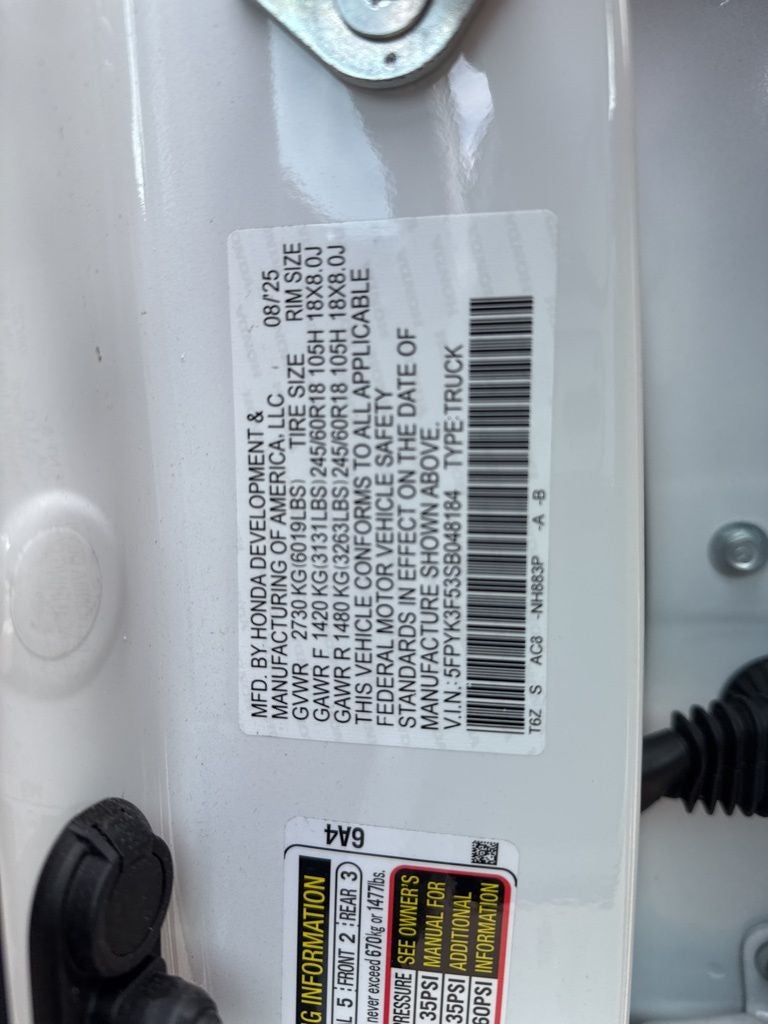 MFD. BY HONDA DEVELOPMENT &
MANUFACTURING OF AMERICA, LLC 08/'25
GVWR 2730 KG(6019LBS) TIRE SIZE RIM SIZE
GAWR F 1420 KG(3131LBS)245/60R18 105H 18X8.0J
GAWR R 1480 KG(3263LBS)245/60R18 105H 18X8.0J
THIS VEHICLE CONFORMS TO ALL APPLICABLE
FEDERAL MOTOR VEHICLE SAFETY
STANDARDS IN EFFECT ON THE DATE OF
MANUFACTURE SHOWN ABOVE.
V.I.N.:5FPYK3F53SB048184 TYPE:TRUCK
T6Z S AC8 -NH883P -A -B
6A4
INFORMATION
5 FRONT 2 REAR 3
never exceed 670kg or 1477lbs.
SEE OWNER'S
35PSI MANUAL FOR
35PSI ADDITIONAL
60PSI INFORMATION